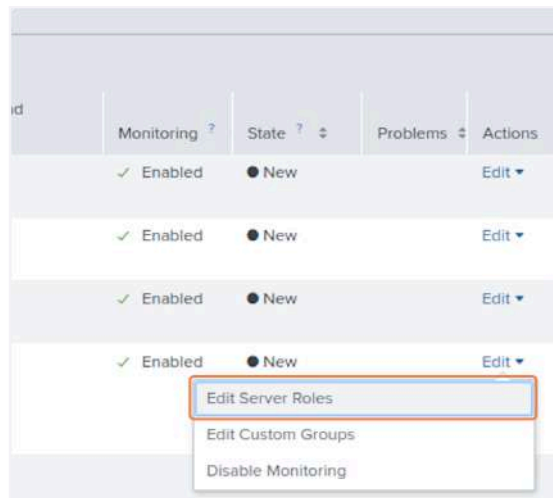 Monitoring ? State ? Problems Actions
Enabled New Edit
Enabled New Edit
Enabled New Edit
Enabled New Edit
Edit Server Roles
Edit Custom Groups
Disable Monitoring